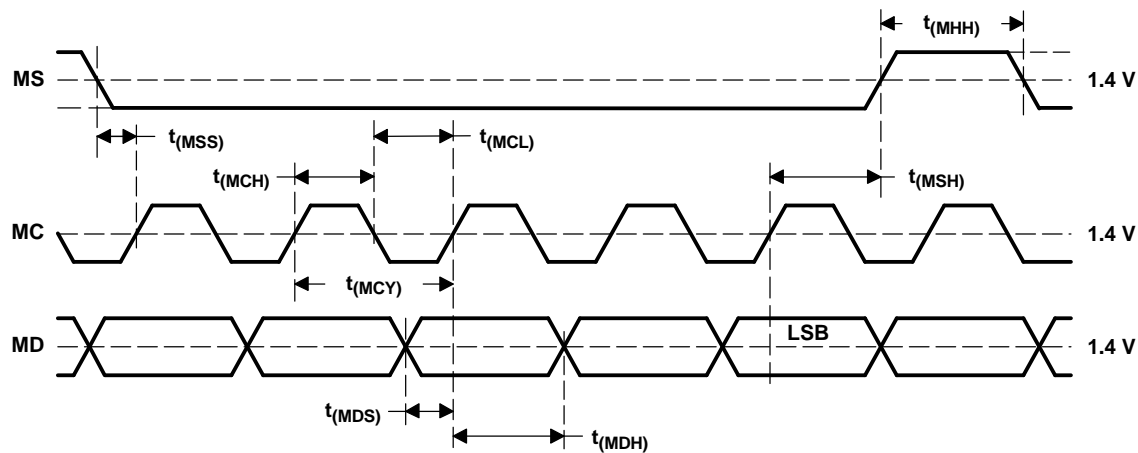 t(MHH)
MS
1.4 V
t(MSS)
t(MCL)
t(MCH)
t(MSH)
MC
1.4 V
t(MCY)
MD
LSB
1.4 V
t(MDS)
t(MDH)